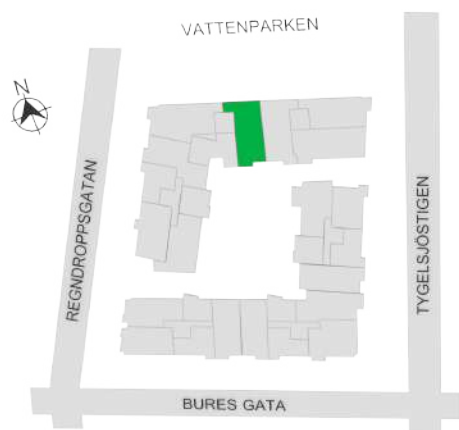 VATTENPARKEN
N
REGNDROPPSGATAN
TYGELSJÖSTIGEN
BURES GATA